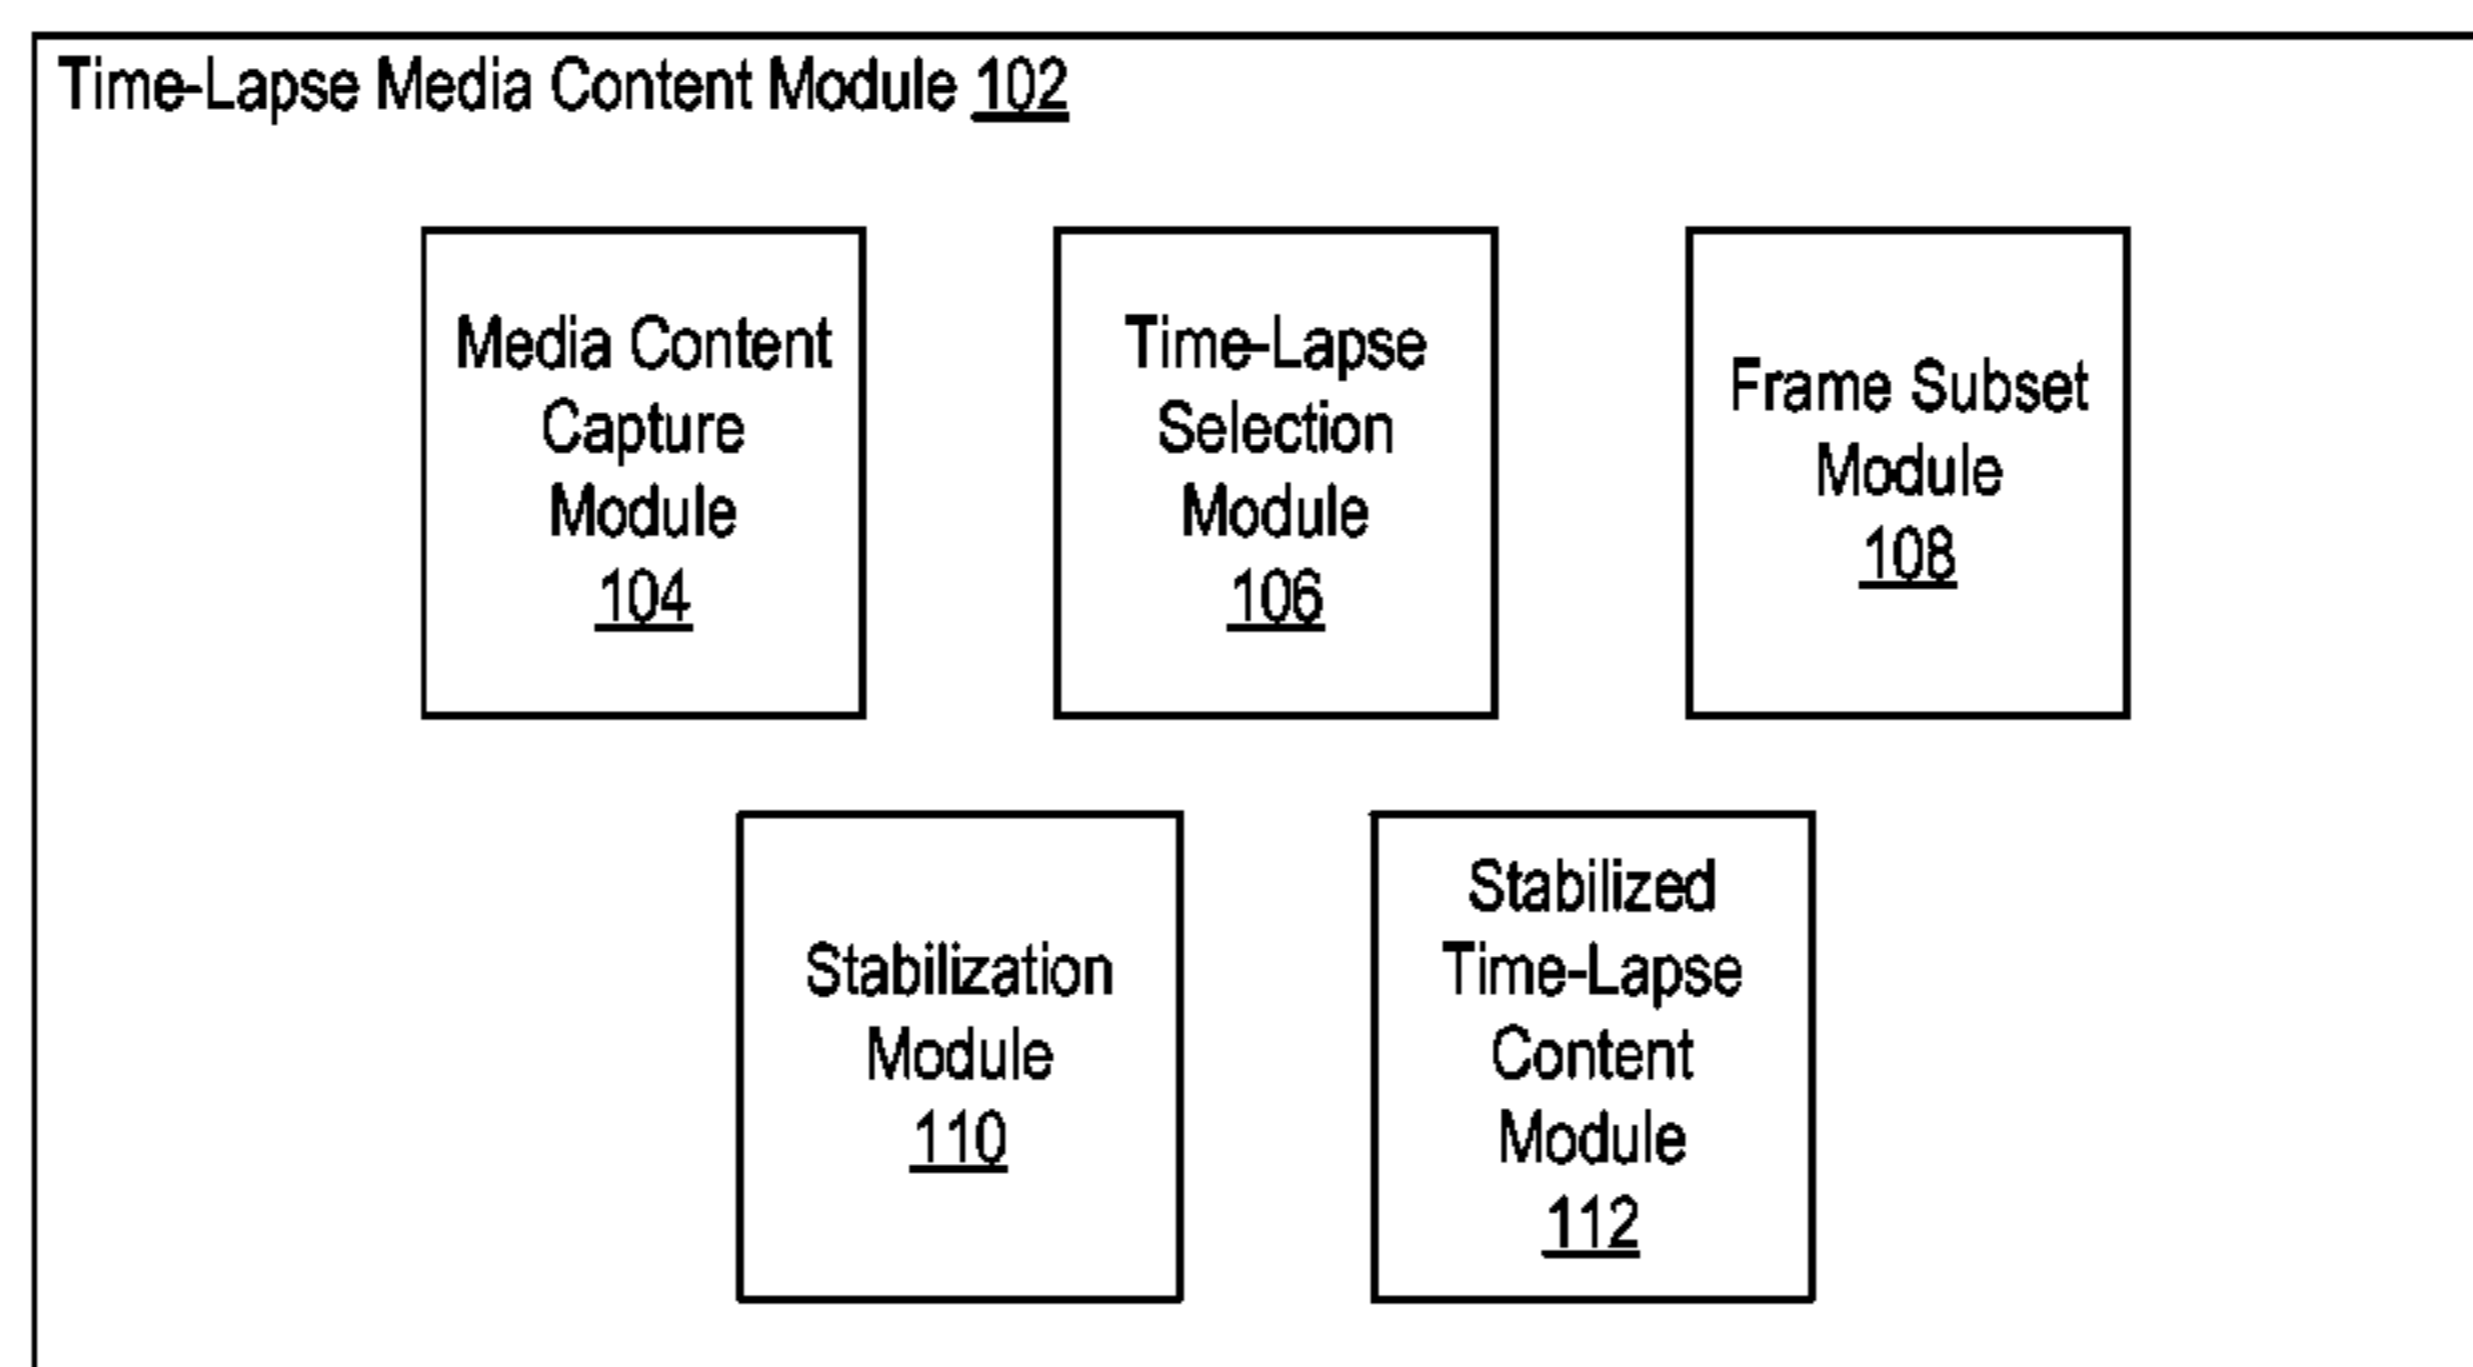 Time-Lapse Media Content Module 102
Media Content
Capture
Module
104
Time-Lapse
Selection
Module
106
Frame Subset
Module
108
Stabilization
Module
110
Stabilized
Time-Lapse
Content
Module
112